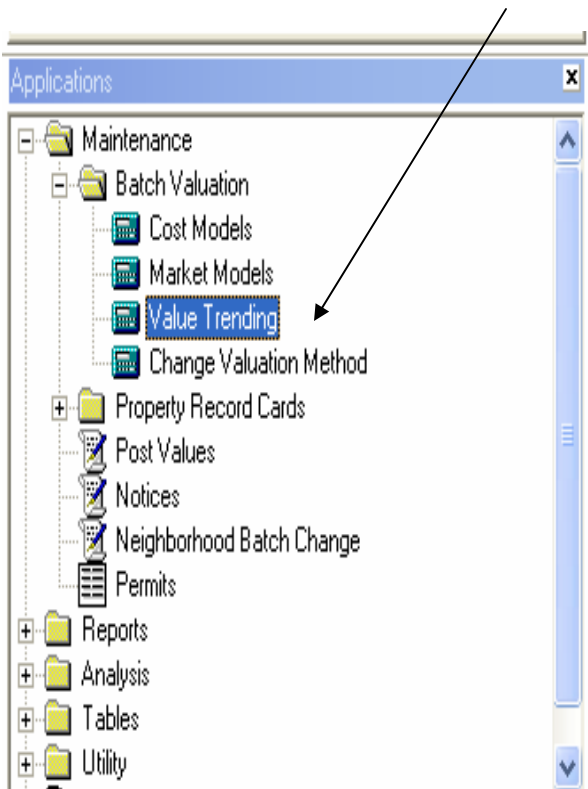 Applications
Maintenance
Batch Valuation
Cost Models
Market Models
Value Trending
Change Valuation Method
Property Record Cards
Post Values
Notices
Neighborhood Batch Change
Permits
Reports
Analysis
Tables
Utility